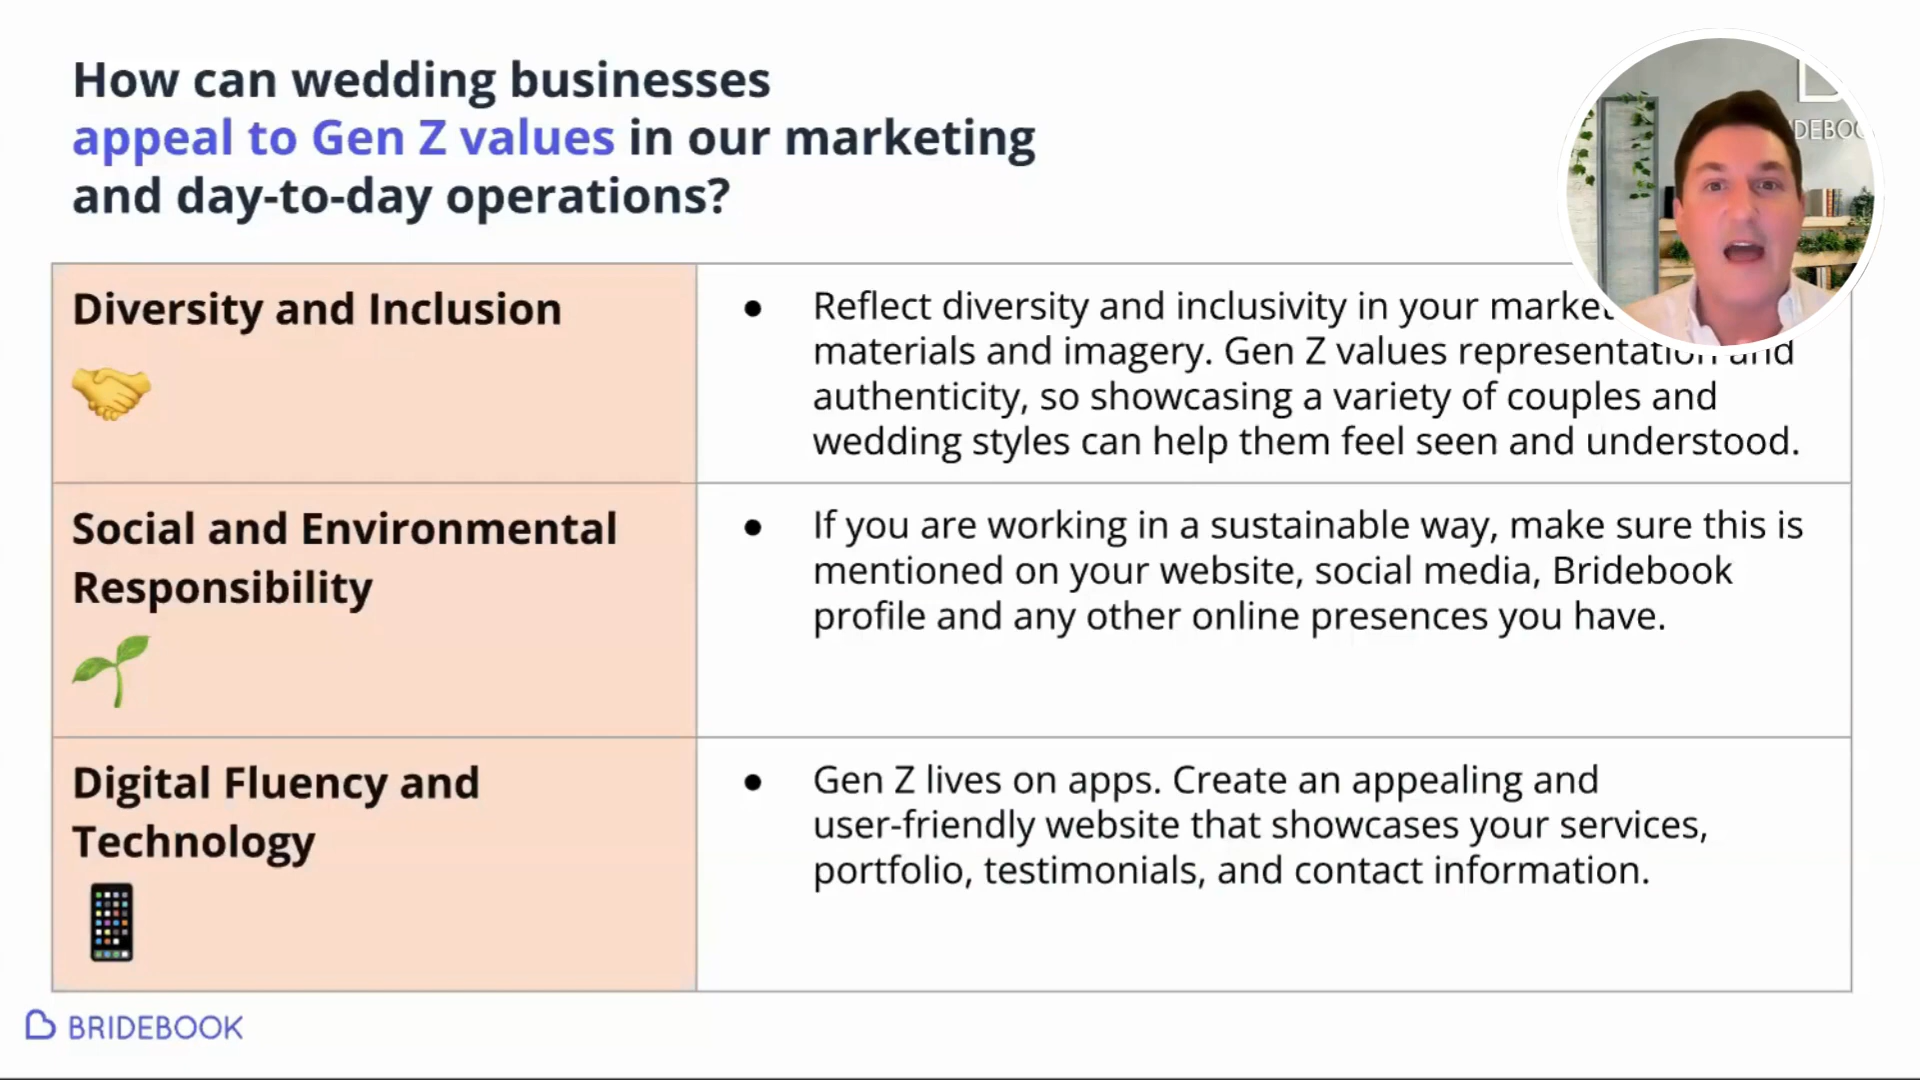 How can wedding businesses
appeal to Gen Z values in our marketing
and day-to-day operations?
Diversity and Inclusion
● Reflect diversity and inclusivity in your market
materials and imagery. Gen Z values representation and
authenticity, so showcasing a variety of couples and
wedding styles can help them feel seen and understood.
Social and Environmental
Responsibility
● If you are working in a sustainable way, make sure this is
mentioned on your website, social media, Bridebook
profile and any other online presences you have.
Digital Fluency and
Technology
● Gen Z lives on apps. Create an appealing and
user-friendly website that showcases your services,
portfolio, testimonials, and contact information.
BRIDEBOOK
IDEBOO